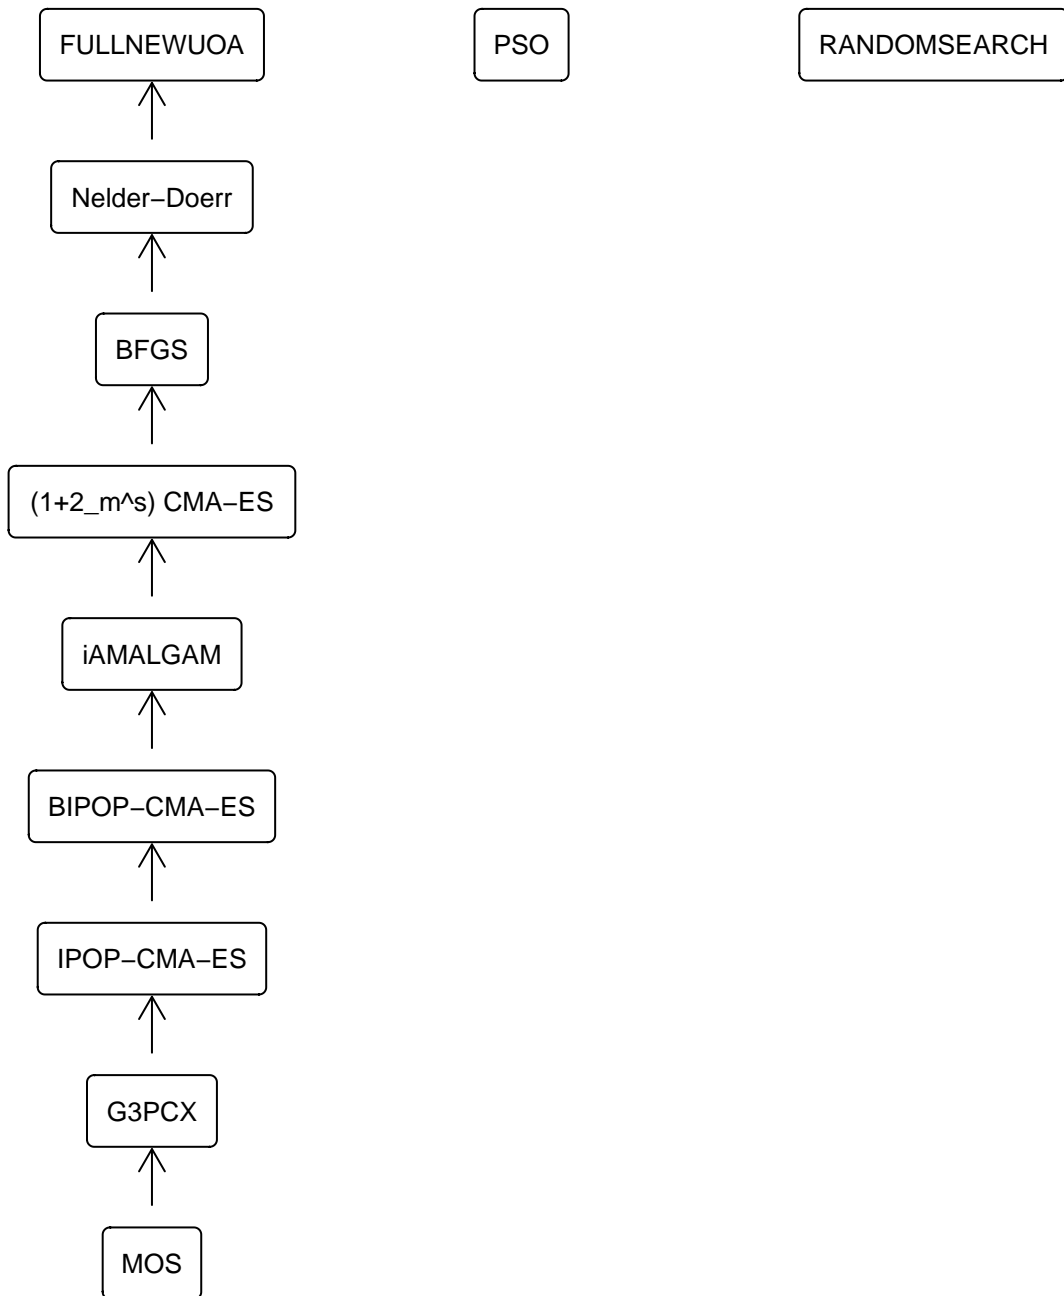 FULLNEWUOA
PSO
RANDOMSEARCH
Nelder−Doerr
BFGS
(1+2_m^s) CMA−ES
iAMALGAM
BIPOP−CMA−ES
IPOP−CMA−ES
G3PCX
MOS